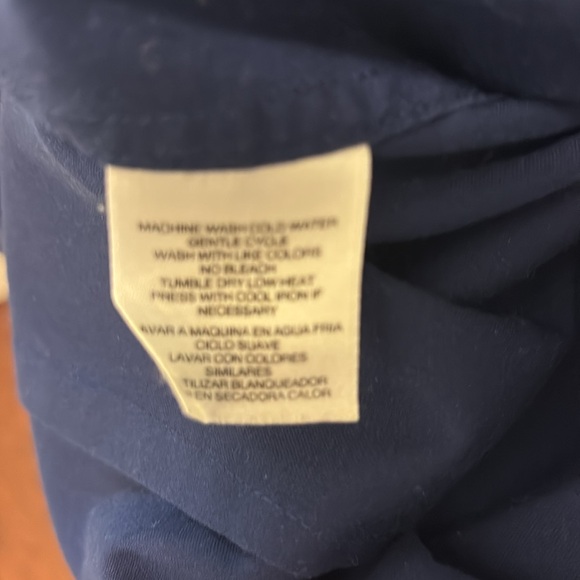 MACHINE WASH COLD WATER
GENTLE CYCLE
WASH WITH LIKE COLORS
NO BLEACH
TUMBLE DRY LOW HEAT
PRESS WITH COOL IRON IF
NECESSARY
AVAR A MAQUINA EN AGUA FRIA
CICLO SUAVE
LAVAR CON COLORES
SIMILARES
TILIZAR BLANQUEADOR
EN SECADORA CALOR